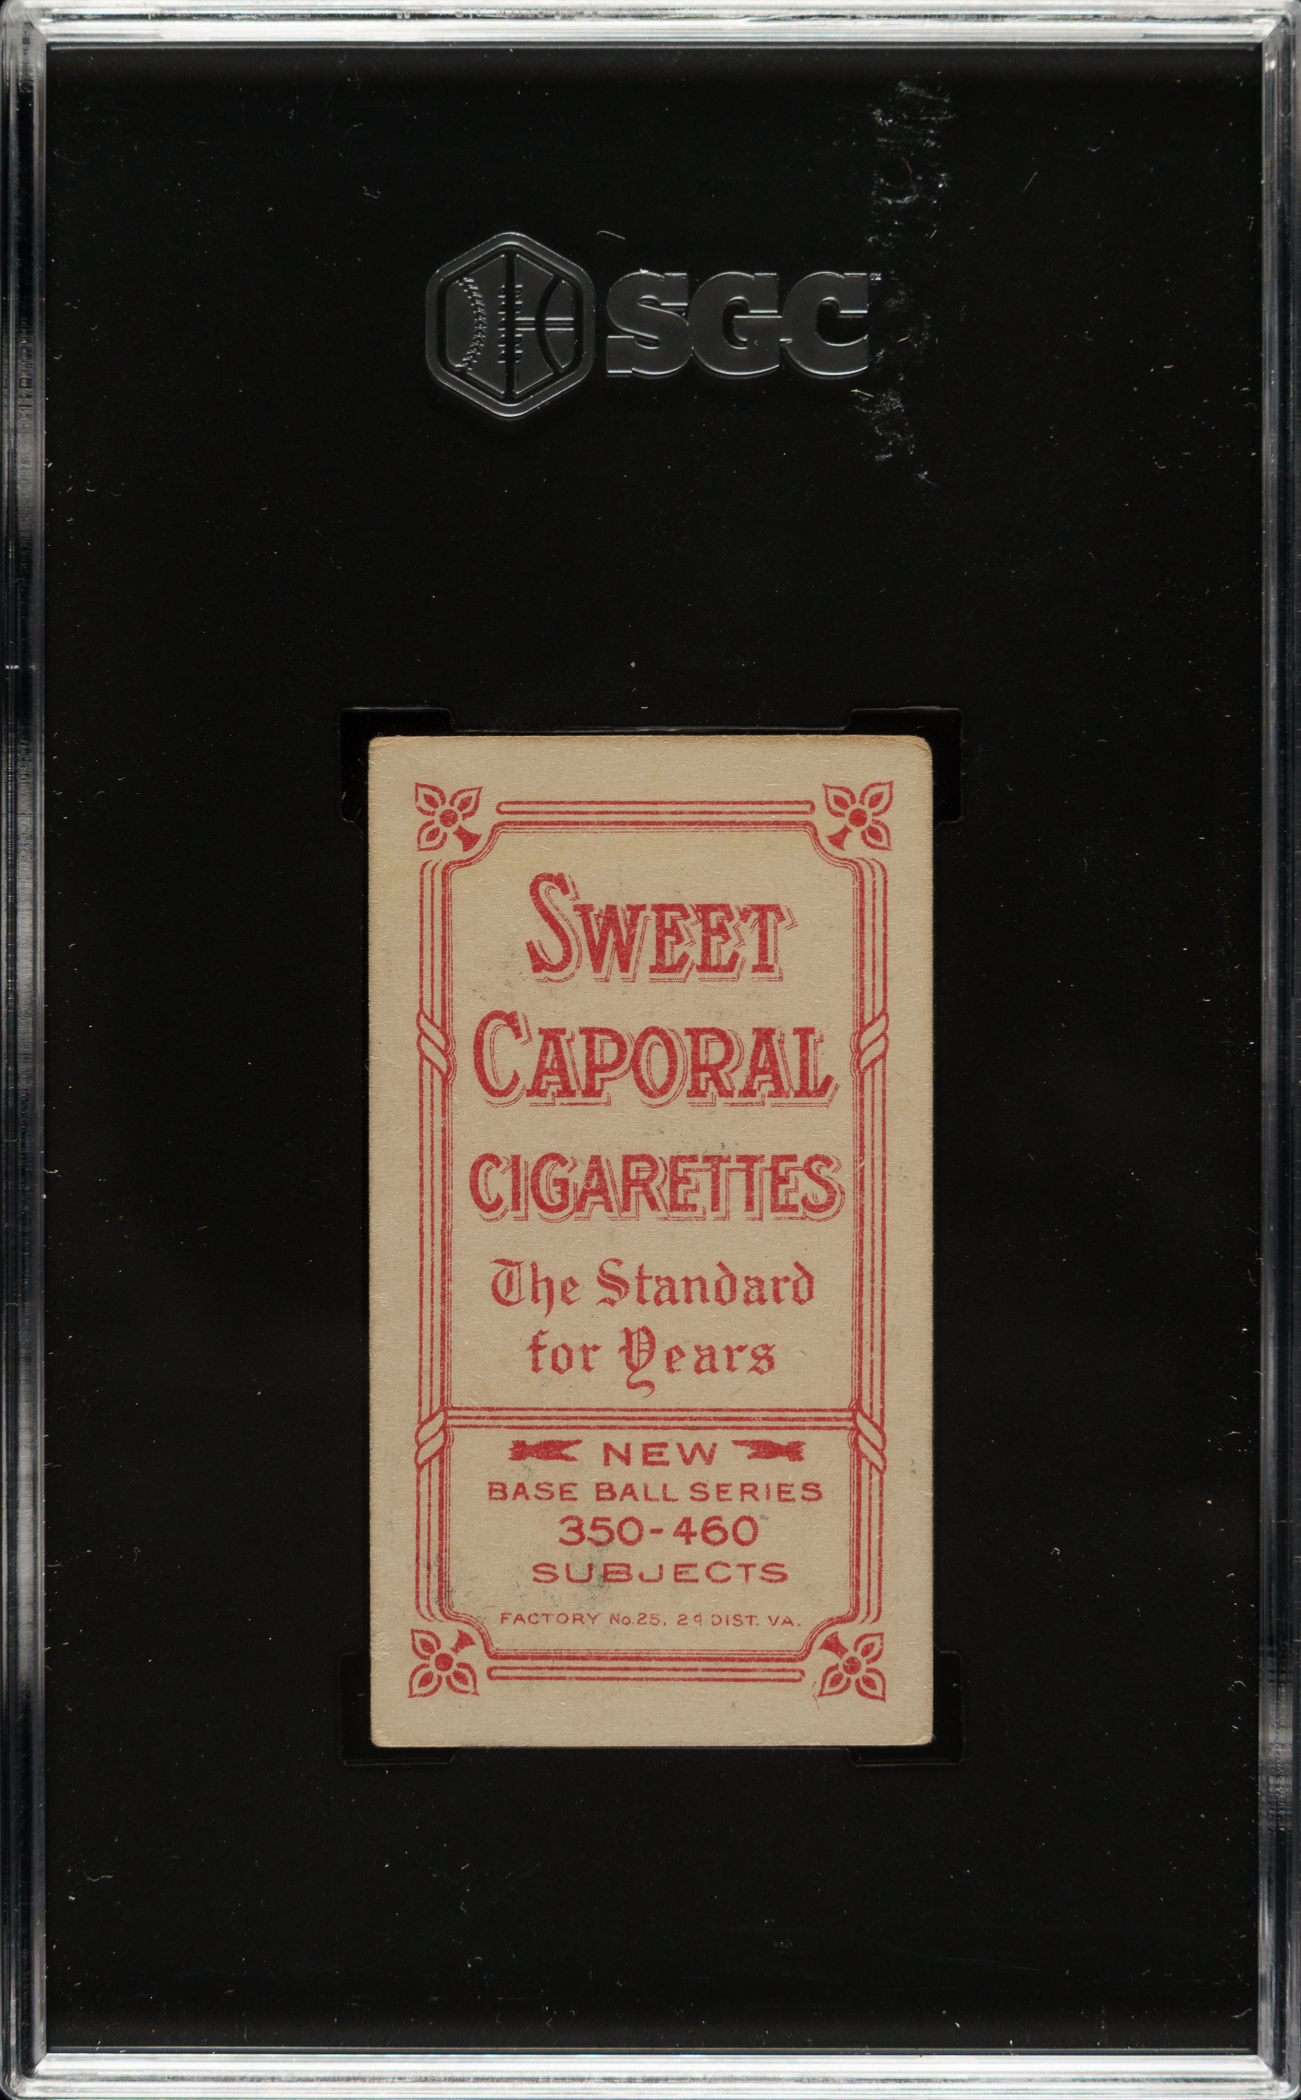 SGC
SWEET
CAPORAL
CIGARETTES
The Standard
for Years
NEW
BASE BALL SERIES
350-460
SUBJECTS
FACTORY No. 25, 2d DIST. VA.